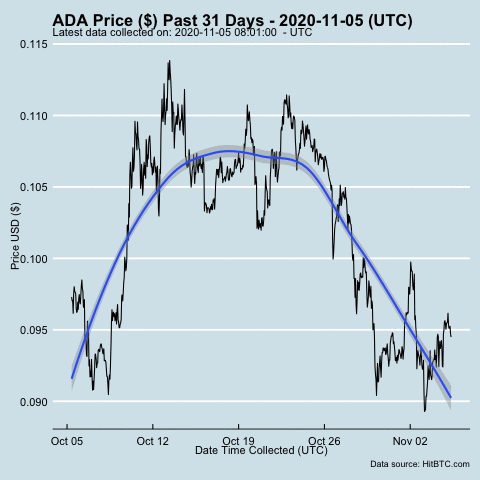 ADA Price ($) Past 31 Days - 2020-11-05 (UTC)
Latest data collected on: 2020-11-05 08:01:00  - UTC
0.115
0.110
0.105
0.100
0.095
0.090
Price USD ($)
Oct 05
Oct 12
Oct 19
Oct 26
Nov 02
Date Time Collected (UTC)
Data source: HitBTC.com